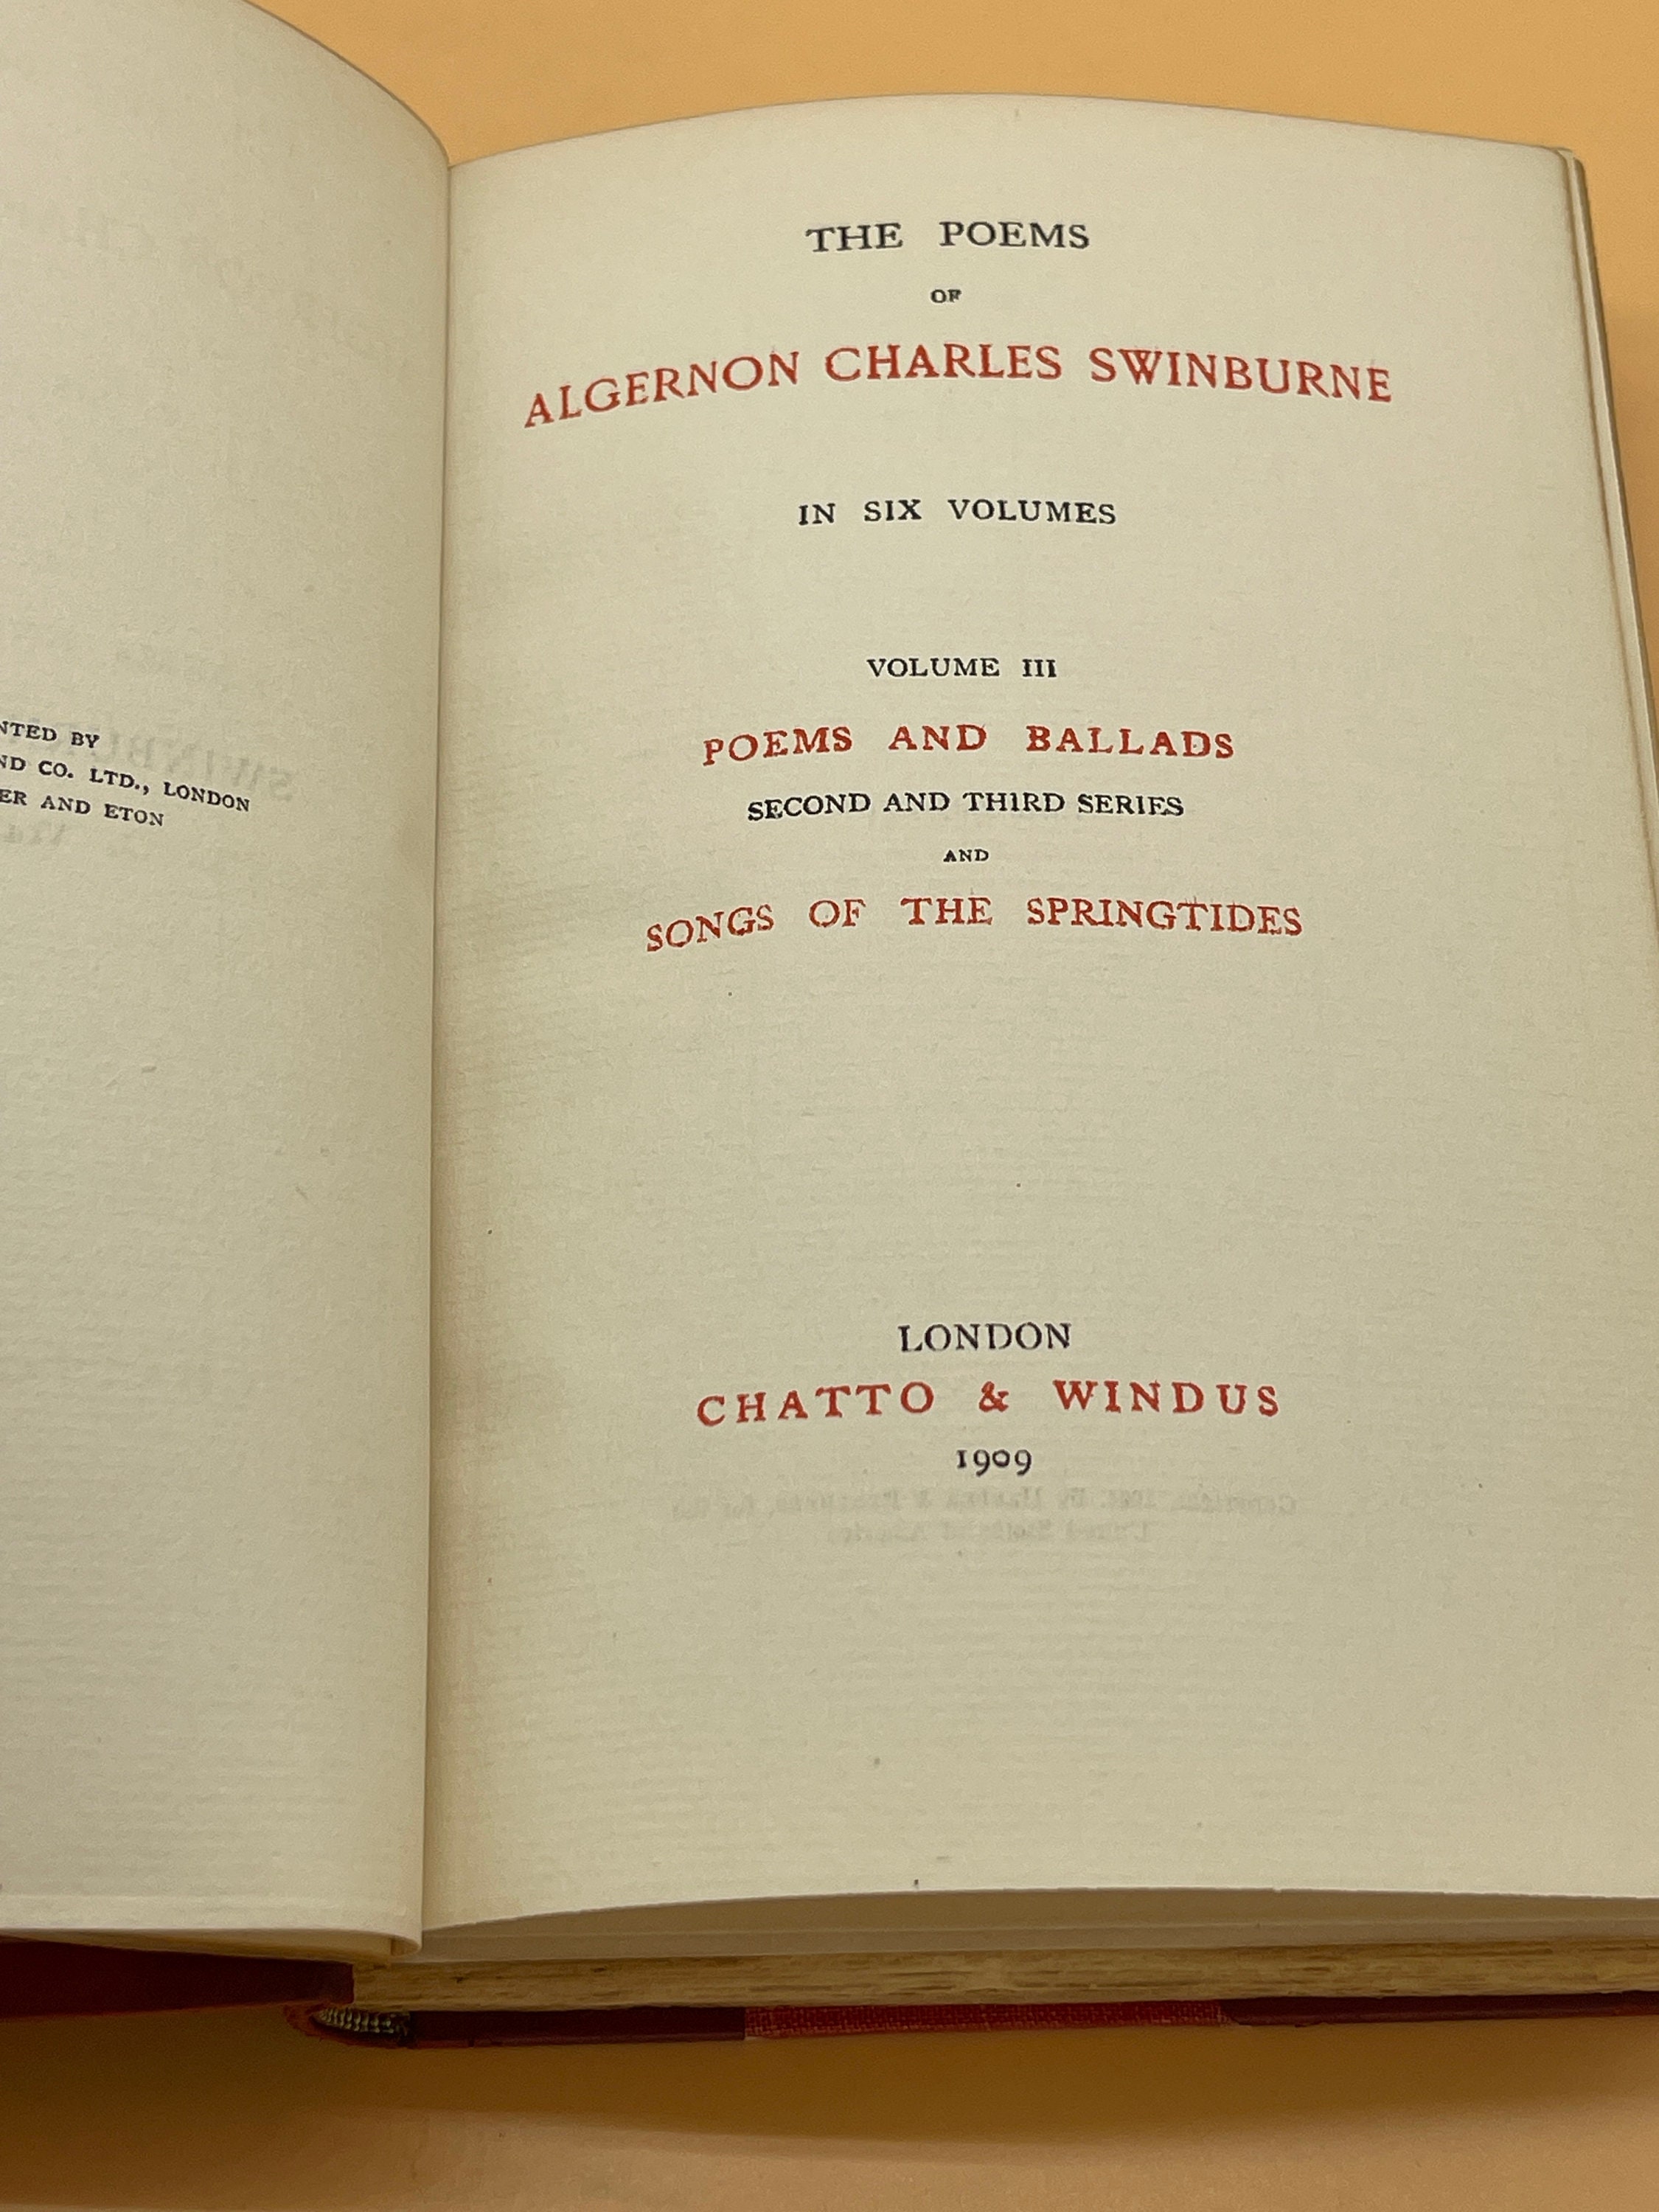 NTED BY
ND CO. LTD., LONDON
ER AND ETON
THE POEMS
OF
ALGERNON CHARLES SWINBURNE
IN SIX VOLUMES
VOLUME III
POEMS AND BALLADS
SECOND AND THIRD SERIES
AND
SONGS OF THE SPRINGTIDES
LONDON
CHATTO & WINDUS
1909